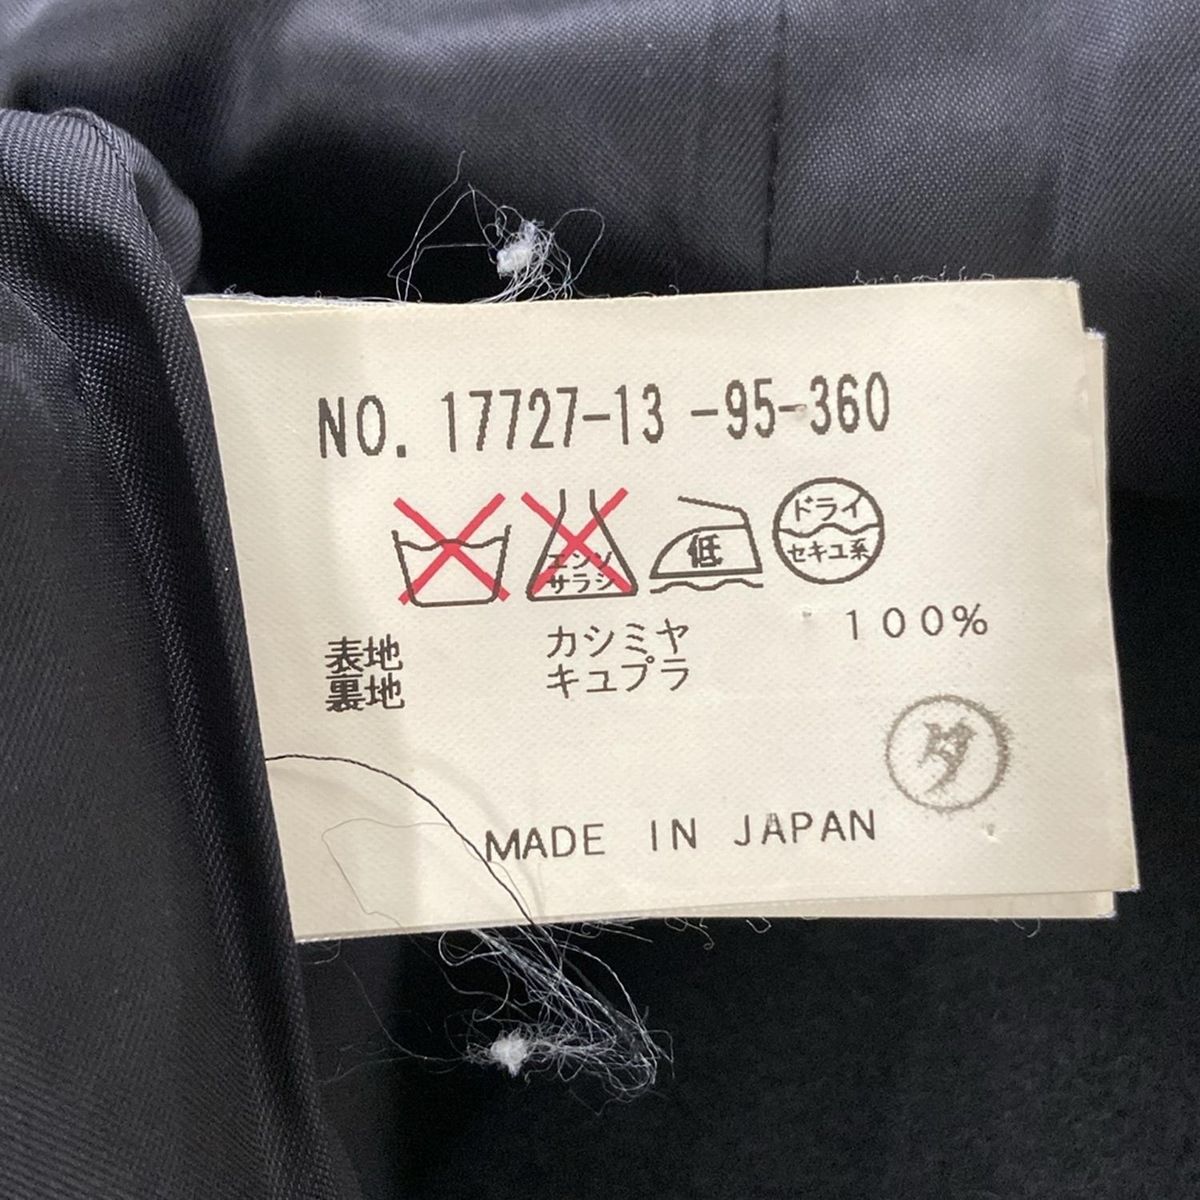 NO. 17727-13 -95-360
エンソ
サラシ
低
ドライ
セキユ系
表地 カシミヤ 100%
裏地 キュプラ
タ
MADE IN JAPAN